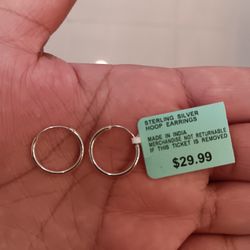 STERLING SILVER
HOOP EARRINGS
MADE IN INDIA
MERCHANDISE NOT RETURNABLE
IF THIS TICKET IS REMOVED
$29.99